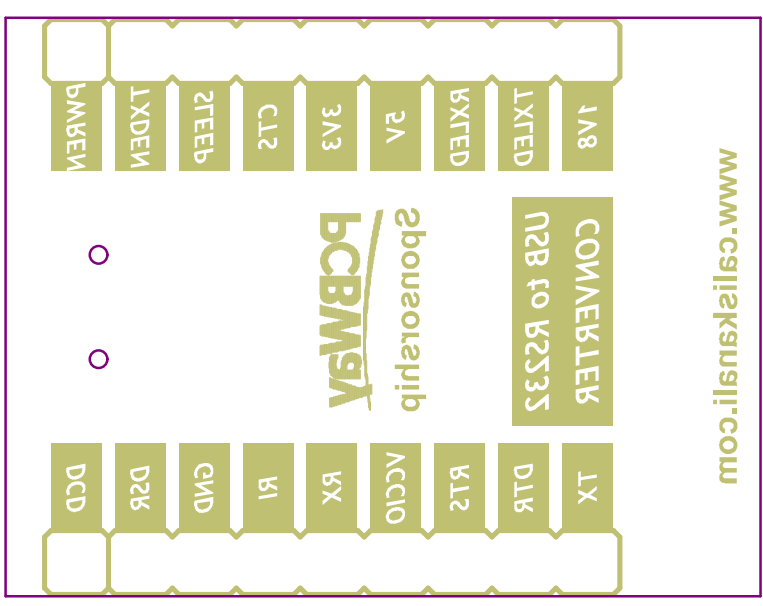 PWREN
TXDEN
SLEEP
CTS
3V3
5V
RXLED
TXLED
1V8
PCBWay
Sponsorship
USB to RS232
CONVERTER
www.caliskanali.com
DCD
DSR
GND
RI
RX
VCCIO
RTS
DTR
TX